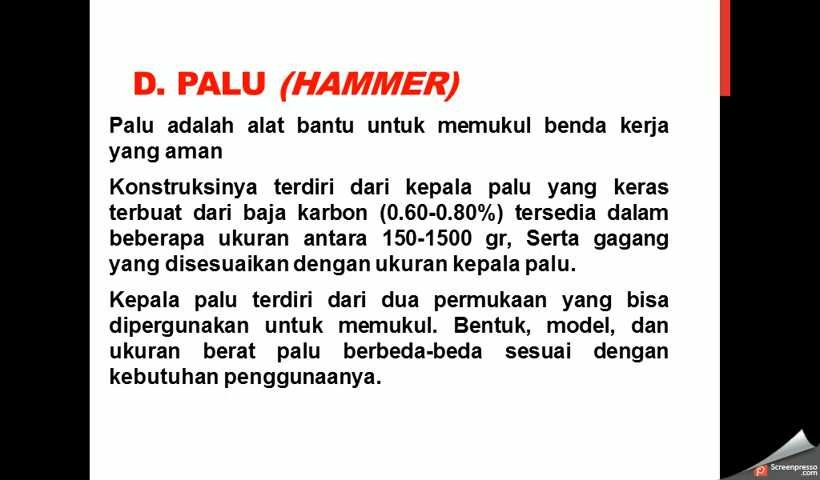 D. PALU (HAMMER)
Palu adalah alat bantu untuk memukul benda kerja
yang aman
Konstruksinya terdiri dari kepala palu yang keras
terbuat dari baja karbon (0.60-0.80%) tersedia dalam
beberapa ukuran antara 150-1500 gr, Serta gagang
yang disesuaikan dengan ukuran kepala palu.
Kepala palu terdiri dari dua permukaan yang bisa
dipergunakan untuk memukul. Bentuk, model, dan
ukuran berat palu berbeda-beda sesuai dengan
kebutuhan penggunaanya.
Screenpresso
.com